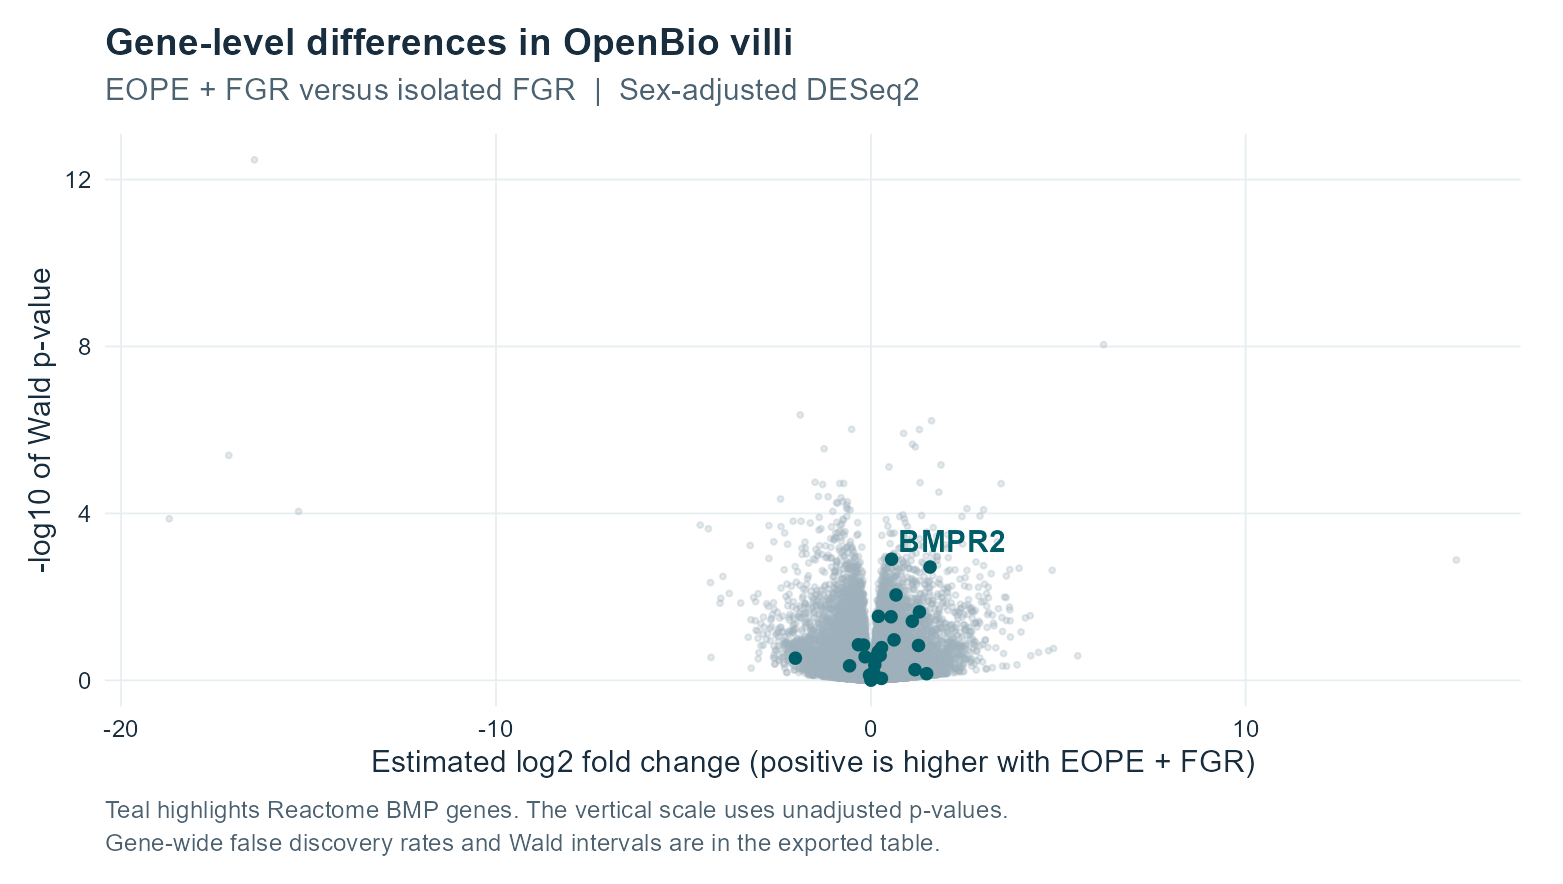 Gene-level differences in OpenBio villi
EOPE + FGR versus isolated FGR | Sex-adjusted DESeq2
-log10 of Wald p-value
12
8
4
0
BMPR2
-20
-10
0
10
Estimated log2 fold change (positive is higher with EOPE + FGR)
Teal highlights Reactome BMP genes. The vertical scale uses unadjusted p-values.
Gene-wide false discovery rates and Wald intervals are in the exported table.